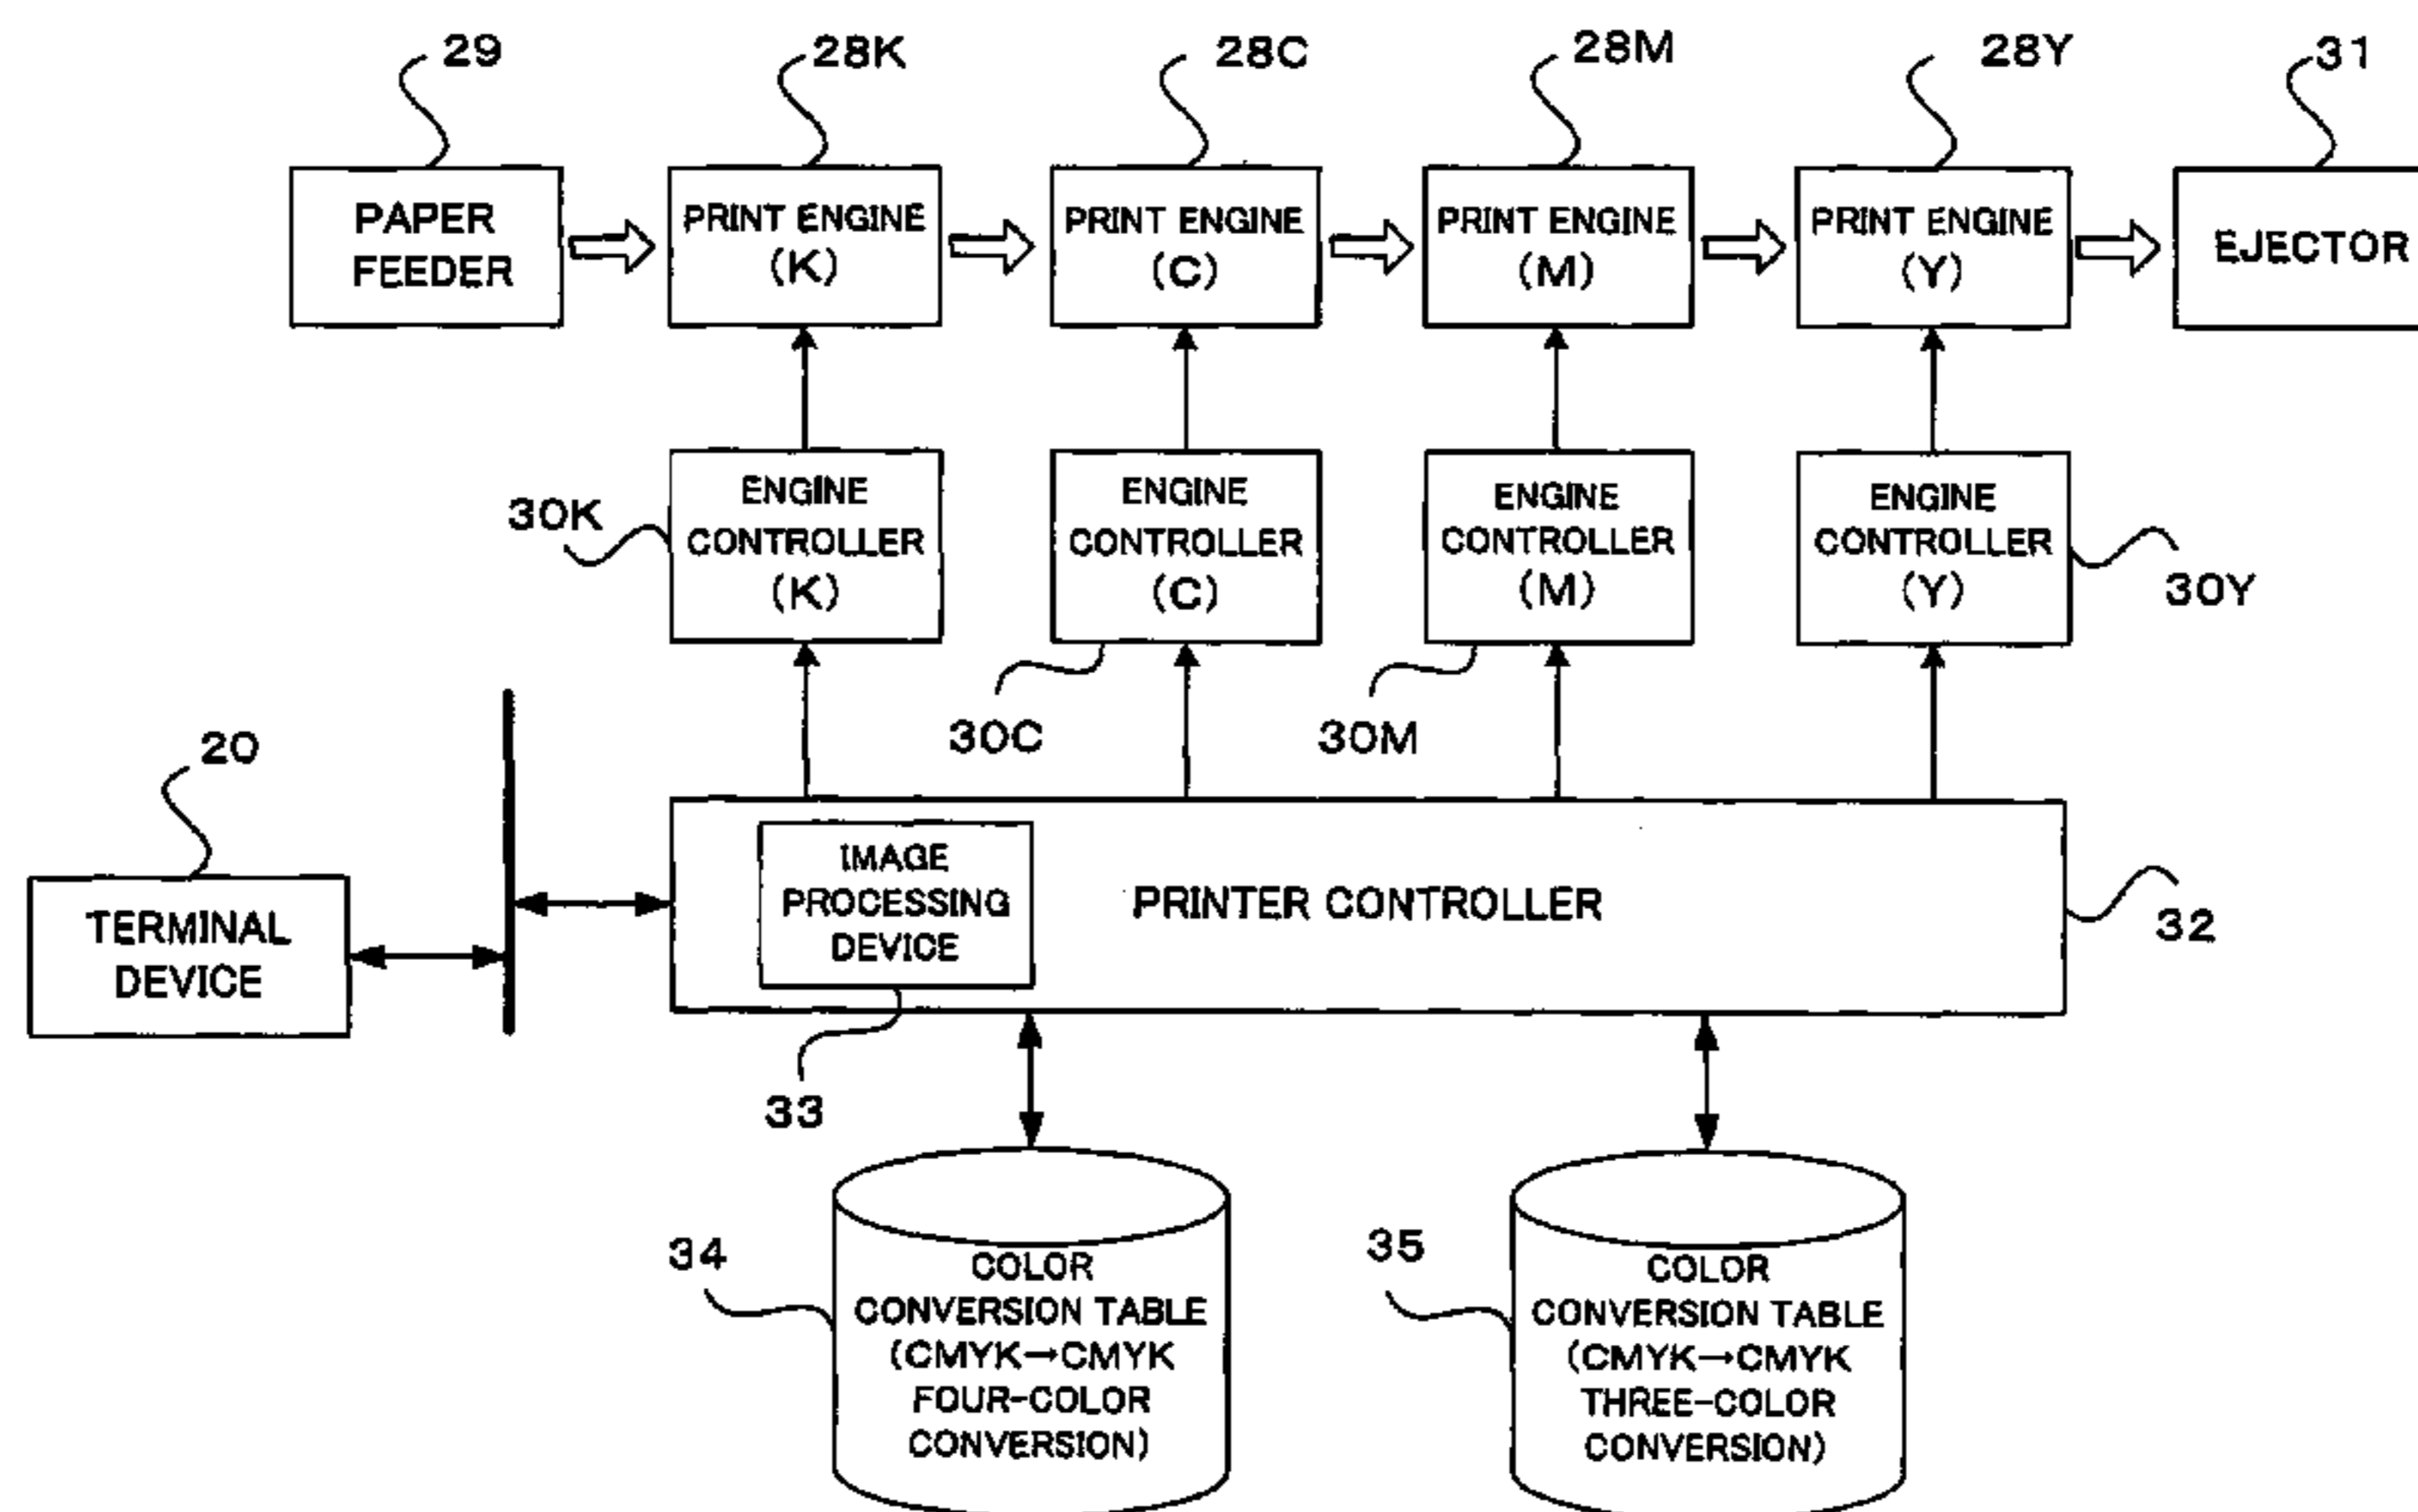 29
28K
28C
28M
28Y
31
PAPER
FEEDER
PRINT ENGINE
(K)
PRINT ENGINE
(C)
PRINT ENGINE
(M)
PRINT ENGINE
(Y)
EJECTOR
30K
ENGINE
CONTROLLER
(K)
ENGINE
CONTROLLER
(C)
ENGINE
CONTROLLER
(M)
ENGINE
CONTROLLER
(Y)
30Y
30C
30M
20
TERMINAL
DEVICE
IMAGE
PROCESSING
DEVICE
PRINTER CONTROLLER
32
33
34
COLOR
CONVERSION TABLE
(CMYK→CMYK
FOUR-COLOR
CONVERSION)
35
COLOR
CONVERSION TABLE
(CMYK→CMYK
THREE-COLOR
CONVERSION)